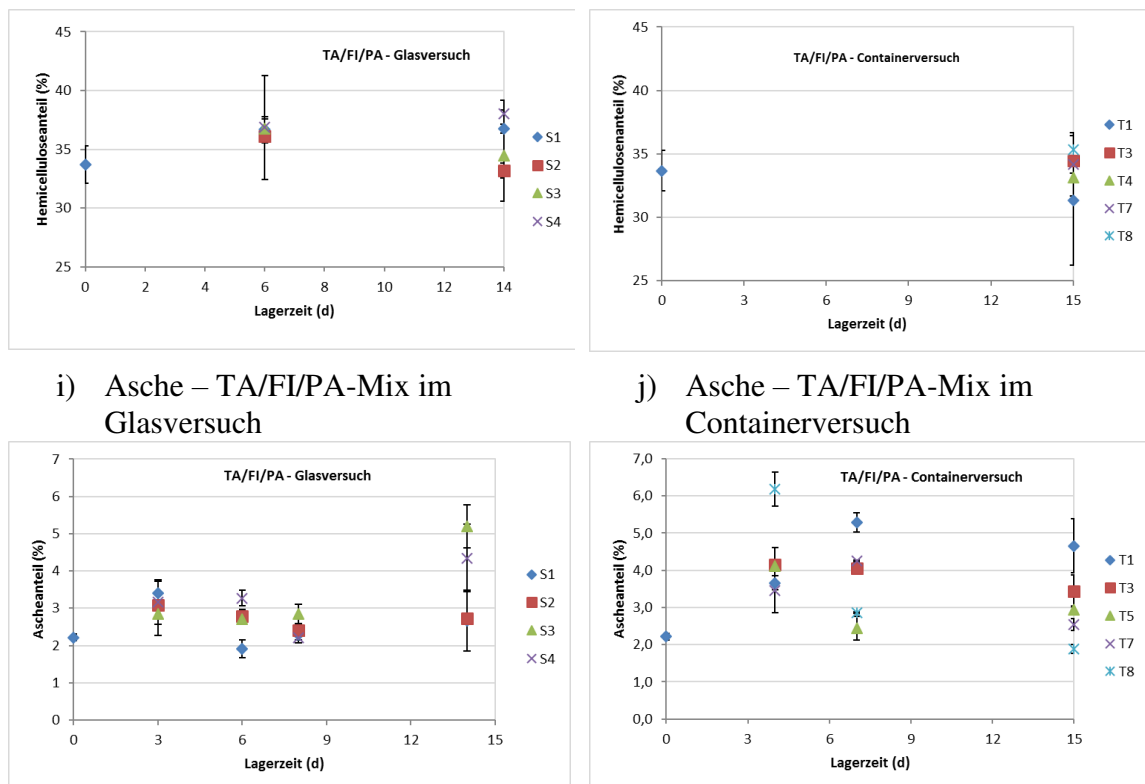 TA/FI/PA - Glasversuch
Hemicelluloseanteil (%)
45
40
35
30
25
0 2 4 6 8 10 12 14
Lagerzeit (d)
S1
S2
S3
S4
TA/FI/PA - Containerversuch
Hemicellulosenanteil (%)
45
40
35
30
25
0 3 6 9 12 15
Lagerzeit (d)
T1
T3
T4
T7
T8
i) Asche – TA/FI/PA-Mix im
Glasversuch
j) Asche – TA/FI/PA-Mix im
Containerversuch
TA/FI/PA - Glasversuch
Ascheanteil (%)
7
6
5
4
3
2
1
0
0 3 6 9 12 15
Lagerzeit (d)
S1
S2
S3
S4
TA/FI/PA - Containerversuch
Ascheanteil (%)
7,0
6,0
5,0
4,0
3,0
2,0
1,0
0,0
0 3 6 9 12 15
Lagerzeit (d)
T1
T3
T5
T7
T8